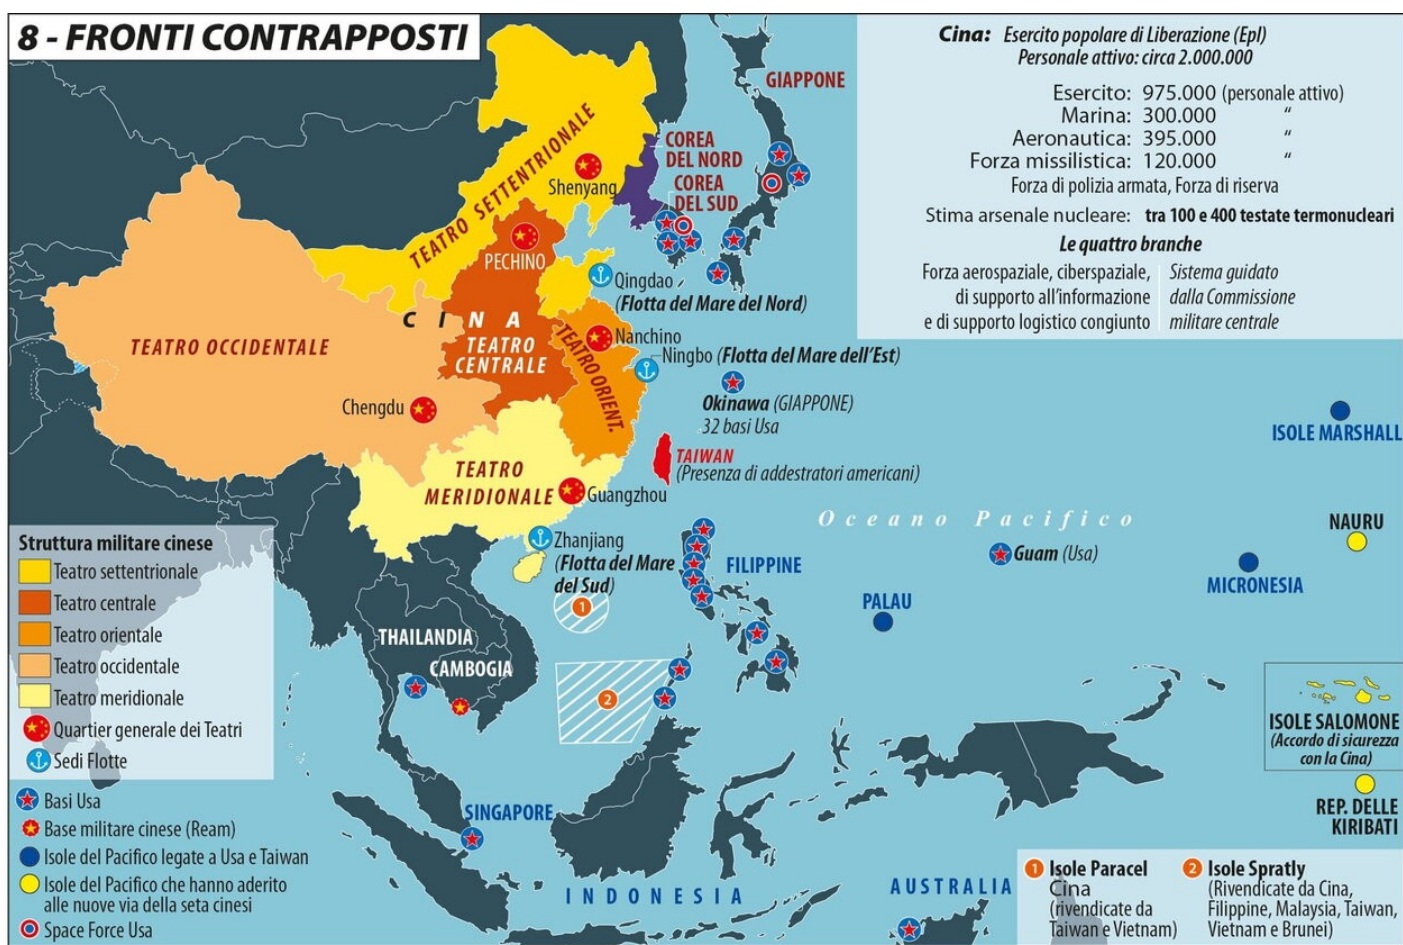 8 - FRONTI CONTRAPPOSTI
Cina: Esercito popolare di Liberazione (Epl)
Personale attivo: circa 2.000.000
Esercito: 975.000 (personale attivo)
Marina: 300.000 "
Aeronautica: 395.000 "
Forza missilistica: 120.000 "
Forza di polizia armata, Forza di riserva
Stima arsenale nucleare: tra 100 e 400 testate termonucleari
Le quattro branche
Forza aerospaziale, ciberspaziale,
di supporto all'informazione
e di supporto logistico congiunto
Sistema guidato
dalla Commissione
militare centrale
GIAPPONE
COREA
DEL NORD
COREA
DEL SUD
TEATRO SETTENTRIONALE
Shenyang
PECHINO
Qingdao
(Flotta del Mare del Nord)
CINA
TEATRO OCCIDENTALE
TEATRO
CENTRALE
Nanchino
Ningbo (Flotta del Mare dell'Est)
TEATRO ORIENT.
Chengdu
Okinawa (GIAPPONE)
32 basi Usa
TAIWAN
(Presenza di addestratori americani)
TEATRO
MERIDIONALE
Guangzhou
Zhanjiang
(Flotta del Mare
del Sud)
1
2
Oceano Pacifico
ISOLE MARSHALL
NAURU
Guam (Usa)
MICRONESIA
FILIPPINE
PALAU
THAILANDIA
CAMBOGIA
SINGAPORE
INDONESIA
AUSTRALIA
ISOLE SALOMONE
(Accordo di sicurezza
con la Cina)
REP. DELLE
KIRIBATI
Struttura militare cinese
Teatro settentrionale
Teatro centrale
Teatro orientale
Teatro occidentale
Teatro meridionale
Quartier generale dei Teatri
Sedi Flotte
Basi Usa
Base militare cinese (Ream)
Isole del Pacifico legate a Usa e Taiwan
Isole del Pacifico che hanno aderito
alle nuove via della seta cinesi
Space Force Usa
1 Isole Paracel
Cina
(rivendicate da
Taiwan e Vietnam)
2 Isole Spratly
(Rivendicate da Cina,
Filippine, Malaysia, Taiwan,
Vietnam e Brunei)